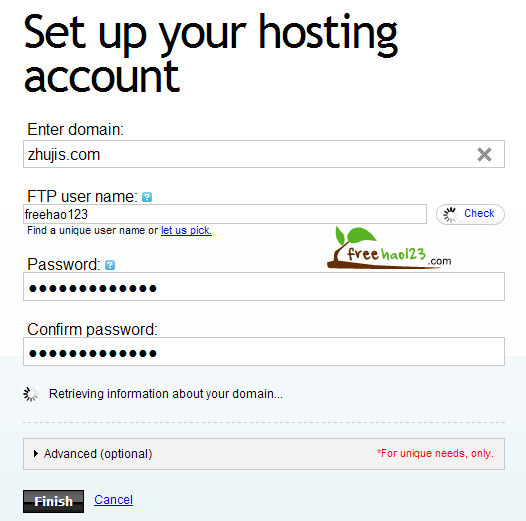 Set up your hosting
account
Enter domain:
zhujis.com
FTP user name: ?
freehao123
Check
Find a unique user name or let us pick.
freehao123.com
Password: ?
●●●●●●●●●●●●●
Confirm password:
●●●●●●●●●●●●●
Retrieving information about your domain...
Advanced (optional)
*For unique needs, only.
Finish
Cancel